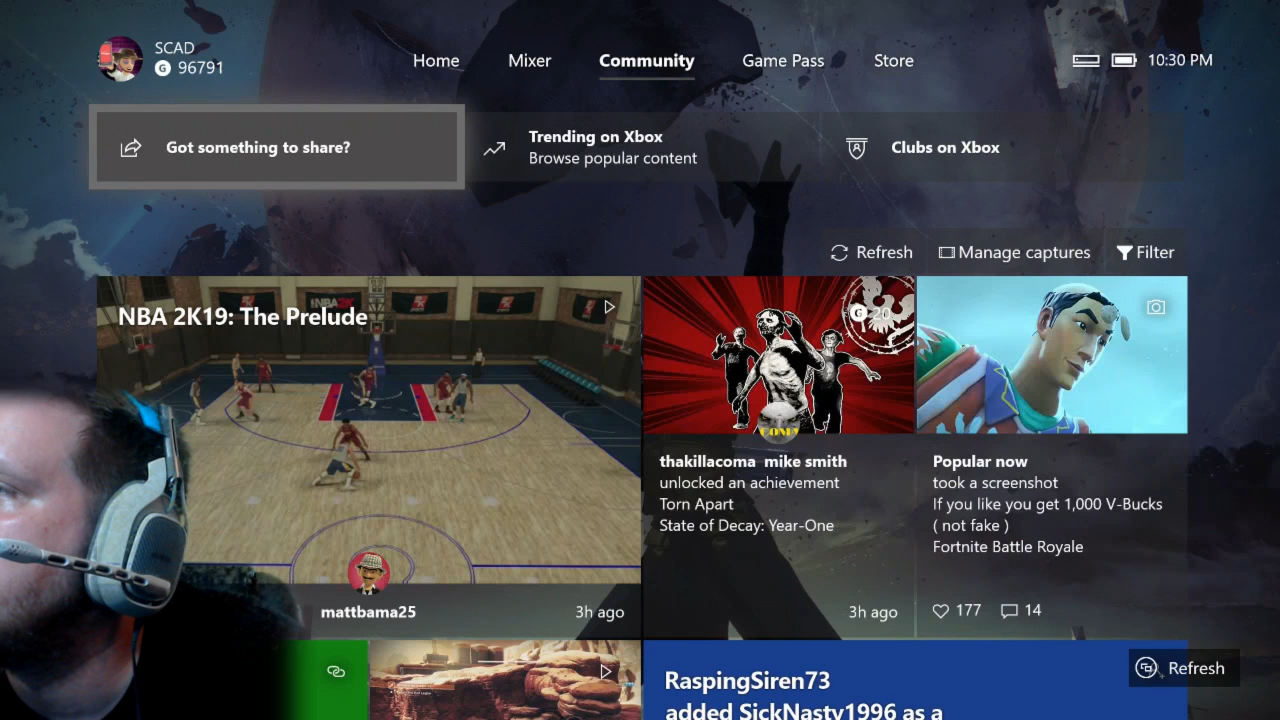 SCAD
G 96791
Home
Mixer
Community
Game Pass
Store
10:30 PM
Got something to share?
Trending on Xbox
Browse popular content
Clubs on Xbox
Refresh
Manage captures
Filter
NBA 2K19: The Prelude
G 20
thakillacoma mike smith
unlocked an achievement
Torn Apart
State of Decay: Year-One
3h ago
Popular now
took a screenshot
If you like you get 1,000 V-Bucks
( not fake )
Fortnite Battle Royale
177
14
mattbama25
3h ago
RaspingSiren73
added SickNasty1996 as a
Refresh